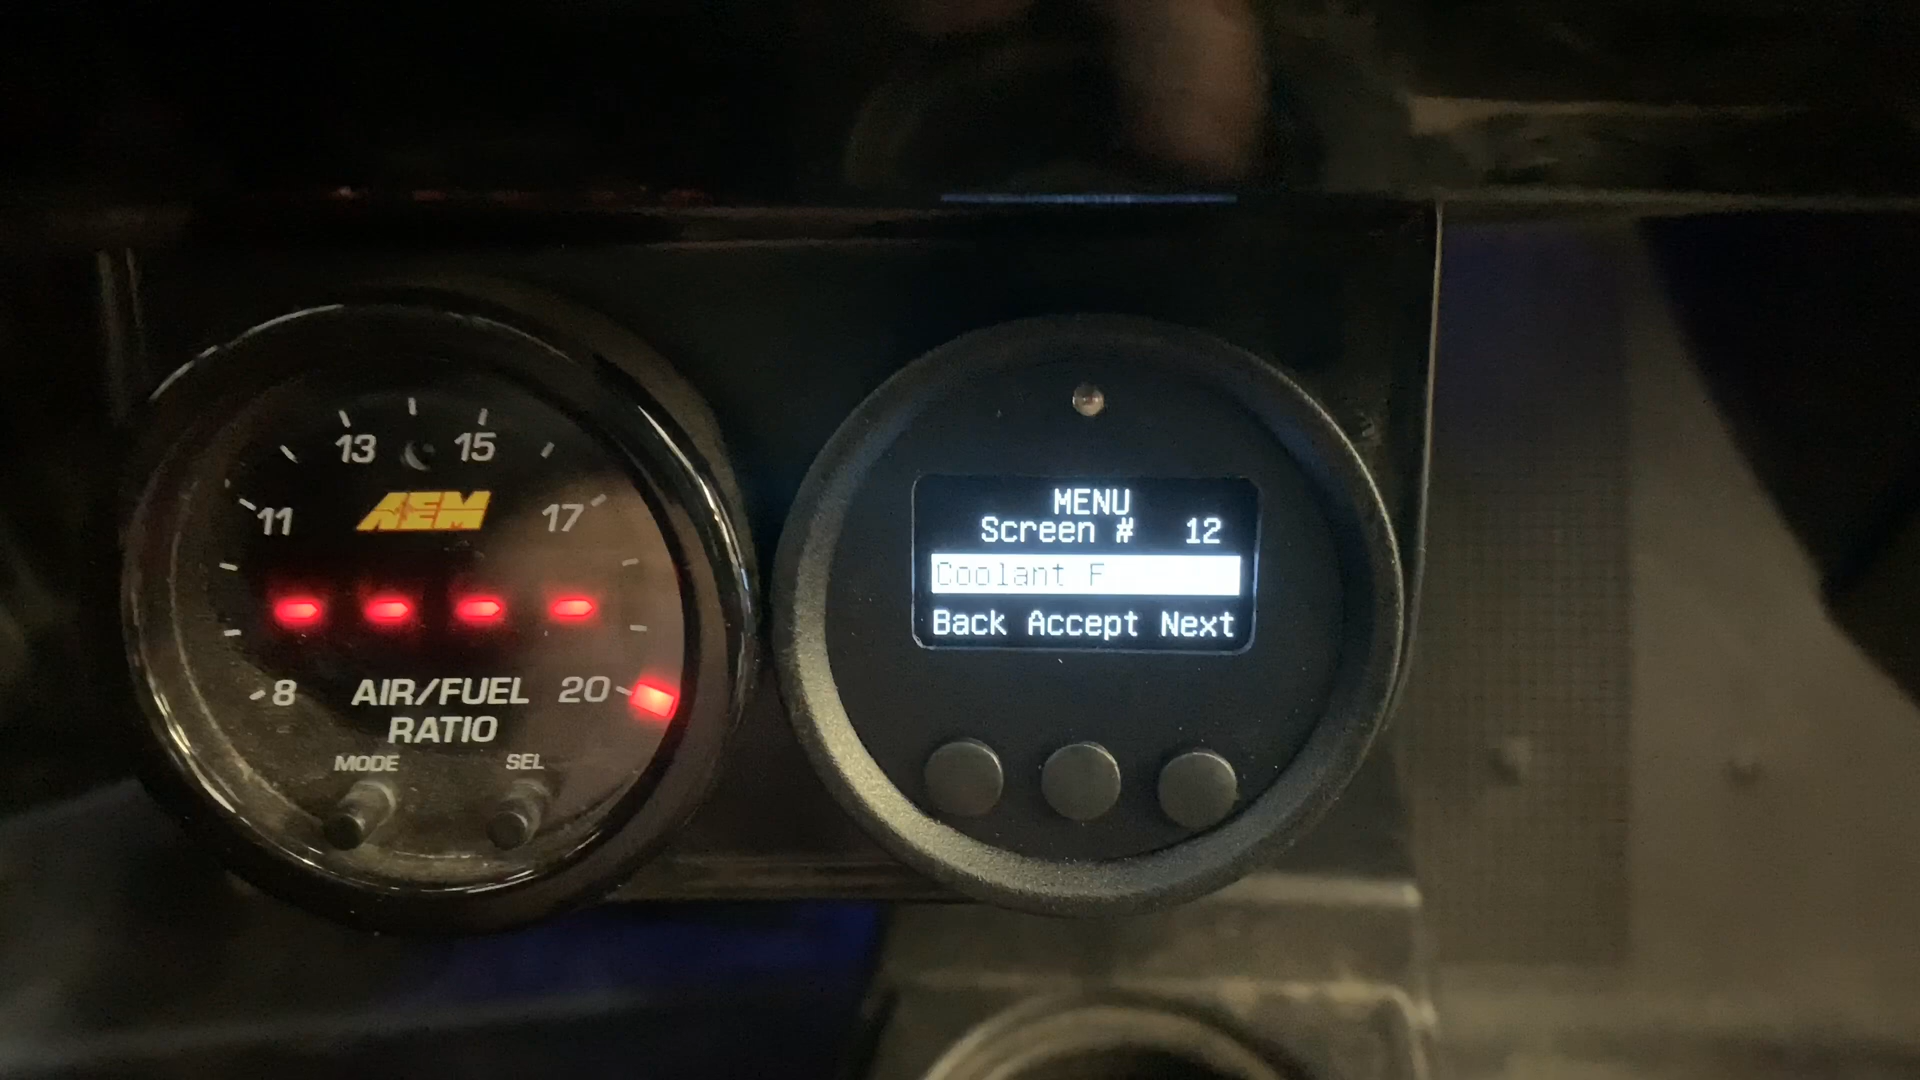 13 15
11 AEM 17
- - - -
8 AIR/FUEL 20
RATIO
MODE SEL
MENU
Screen # 12
Coolant F
Back Accept Next